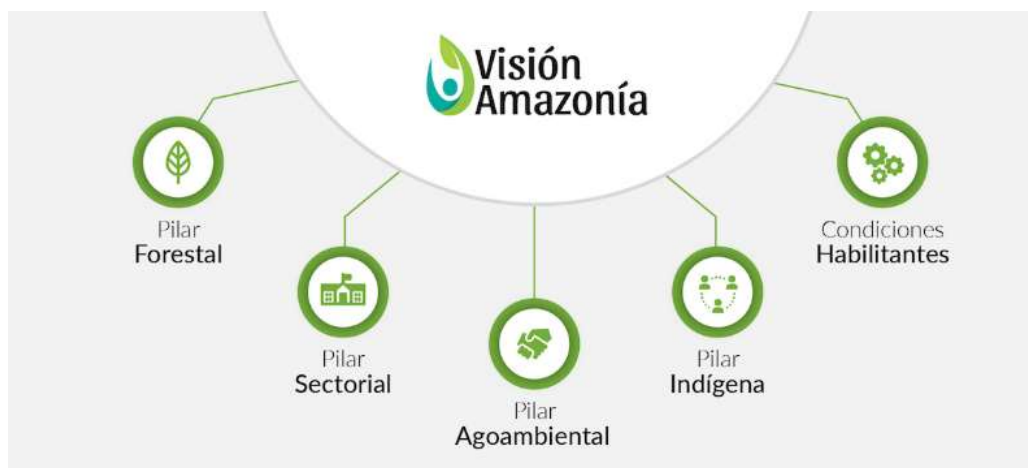 Visión
Amazonía
Pilar
Forestal
Pilar
Sectorial
Pilar
Agoambiental
Pilar
Indígena
Condiciones
Habilitantes